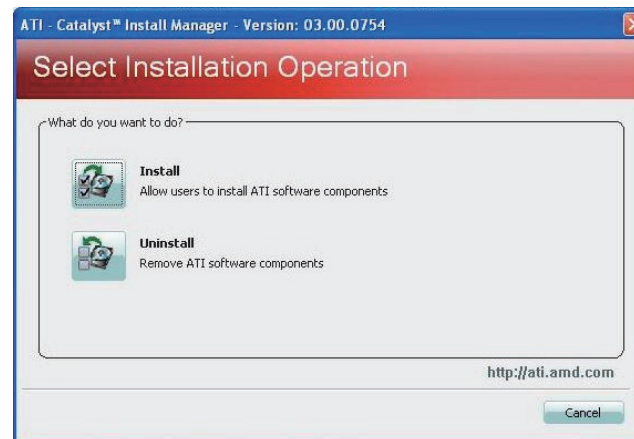 ATI - Catalyst™ Install Manager - Version: 03.00.0754
Select Installation Operation
What do you want to do?
Install
Allow users to install ATI software components
Uninstall
Remove ATI software components
http://ati.amd.com
Cancel